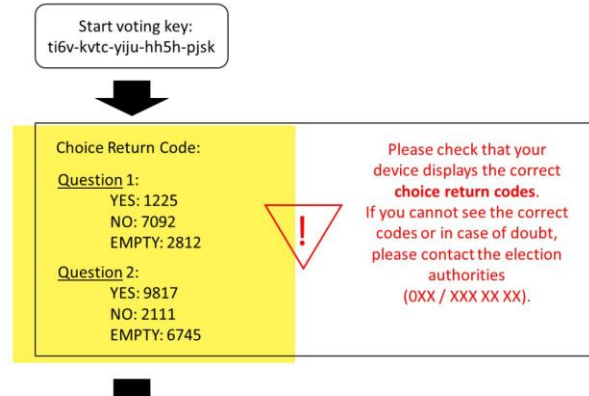 Start voting key:
ti6v-kvtc-yiju-hh5h-pjsk
Choice Return Code:
Question 1:
YES: 1225
NO: 7092
EMPTY: 2812
Question 2:
YES: 9817
NO: 2111
EMPTY: 6745
!
Please check that your
device displays the correct
choice return codes.
If you cannot see the correct
codes or in case of doubt,
please contact the election
authorities
(0XX / XXX XX XX).